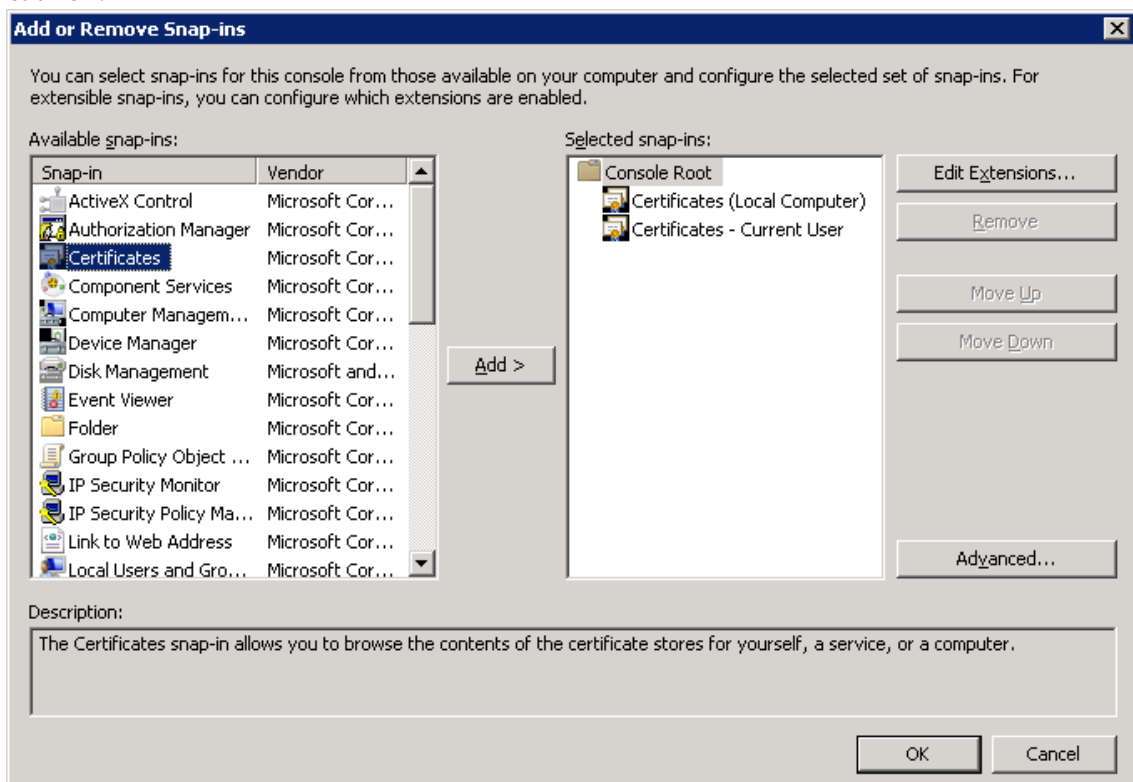 Add or Remove Snap-ins
You can select snap-ins for this console from those available on your computer and configure the selected set of snap-ins. For
extensible snap-ins, you can configure which extensions are enabled.
Available snap-ins:
Snap-in Vendor
ActiveX Control Microsoft Cor...
Authorization Manager Microsoft Cor...
Certificates Microsoft Cor...
Component Services Microsoft Cor...
Computer Managem... Microsoft Cor...
Device Manager Microsoft Cor...
Disk Management Microsoft and...
Event Viewer Microsoft Cor...
Folder Microsoft Cor...
Group Policy Object ... Microsoft Cor...
IP Security Monitor Microsoft Cor...
IP Security Policy Ma... Microsoft Cor...
Link to Web Address Microsoft Cor...
Local Users and Gro... Microsoft Cor...
Add >
Selected snap-ins:
Console Root
Certificates (Local Computer)
Certificates - Current User
Edit Extensions...
Remove
Move Up
Move Down
Advanced...
Description:
The Certificates snap-in allows you to browse the contents of the certificate stores for yourself, a service, or a computer.
OK
Cancel